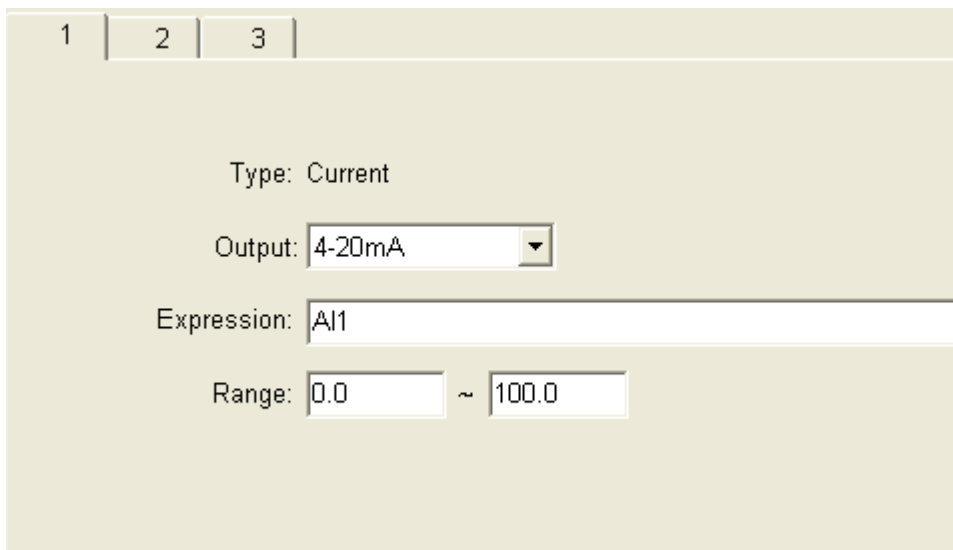 1 2 3
Type: Current
Output: 4-20mA
Expression: AI1
Range: 0.0 ~ 100.0